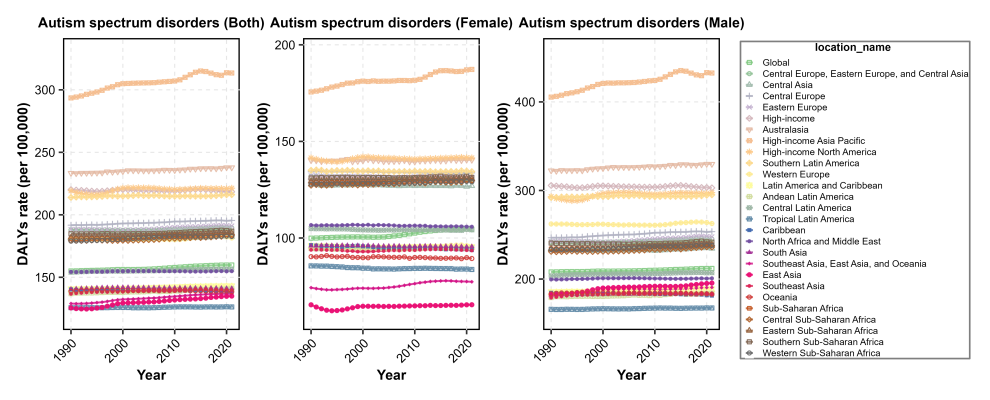 Autism spectrum disorders (Both)
Autism spectrum disorders (Female)
Autism spectrum disorders (Male)
DALYs rate (per 100,000)
300
250
200
150
1990
2000
2010
2020
Year
DALYs rate (per 100,000)
200
150
100
1990
2000
2010
2020
Year
DALYs rate (per 100,000)
400
300
200
1990
2000
2010
2020
Year
location_name
Global
Central Europe, Eastern Europe, and Central Asia
Central Asia
Central Europe
Eastern Europe
High-income
Australasia
High-income Asia Pacific
High-income North America
Southern Latin America
Western Europe
Latin America and Caribbean
Andean Latin America
Central Latin America
Tropical Latin America
Caribbean
North Africa and Middle East
South Asia
Southeast Asia, East Asia, and Oceania
East Asia
Southeast Asia
Oceania
Sub-Saharan Africa
Central Sub-Saharan Africa
Eastern Sub-Saharan Africa
Southern Sub-Saharan Africa
Western Sub-Saharan Africa